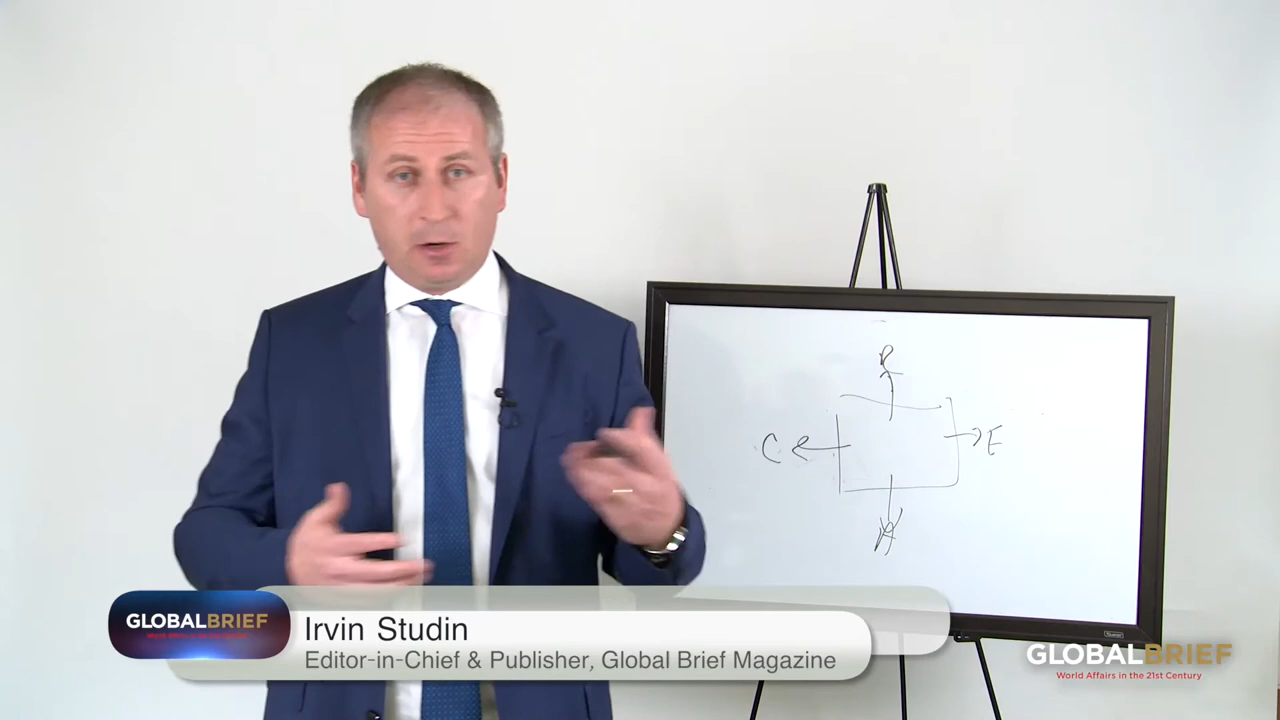 R
C
E
A
GLOBALBRIEF
Irvin Studin
Editor-in-Chief & Publisher, Global Brief Magazine
GLOBALBRIEF
World Affairs in the 21st Century